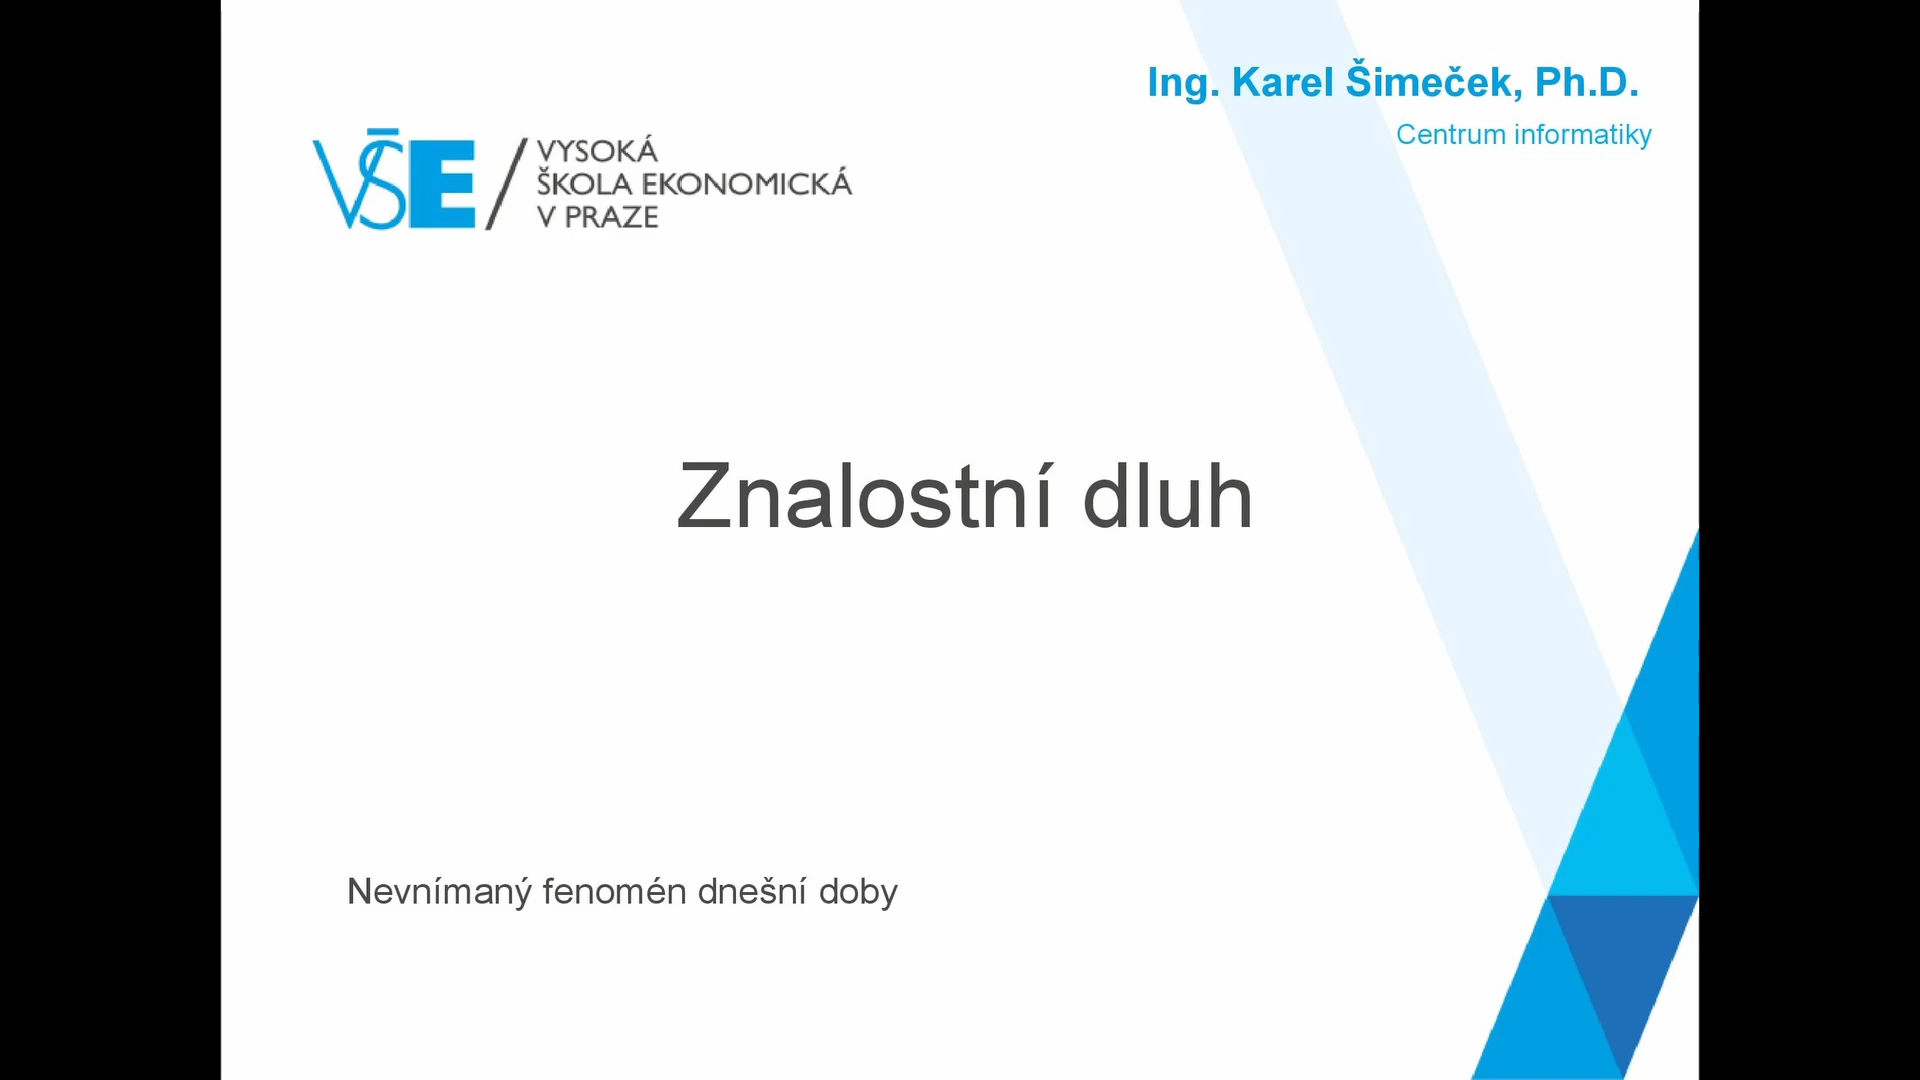 Ing. Karel Šimeček, Ph.D.
Centrum informatiky
VŠE / VYSOKÁ
ŠKOLA EKONOMICKÁ
V PRAZE
Znalostní dluh
Nevnímaný fenomén dnešní doby